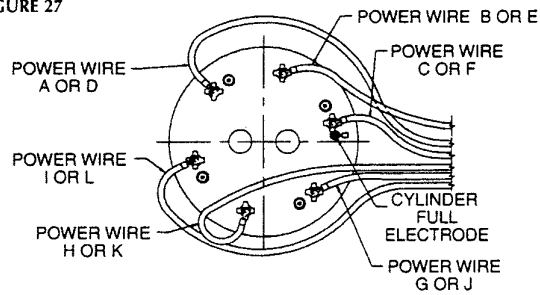 GURE 27
POWER WIRE B OR E
POWER WIRE
C OR F
POWER WIRE
A OR D
POWER WIRE
I OR L
POWER WIRE
H OR K
CYLINDER
FULL
ELECTRODE
POWER WIRE
G OR J